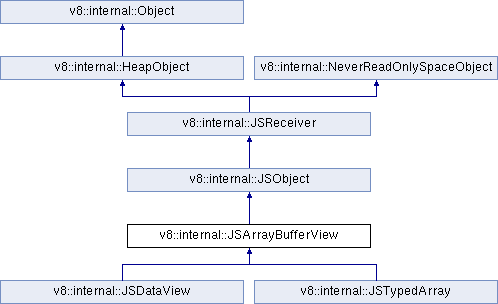 v8::internal::Object
v8::internal::HeapObject
v8::internal::NeverReadOnlySpaceObject
v8::internal::JSReceiver
v8::internal::JSObject
v8::internal::JSArrayBufferView
v8::internal::JSDataView
v8::internal::JSTypedArray